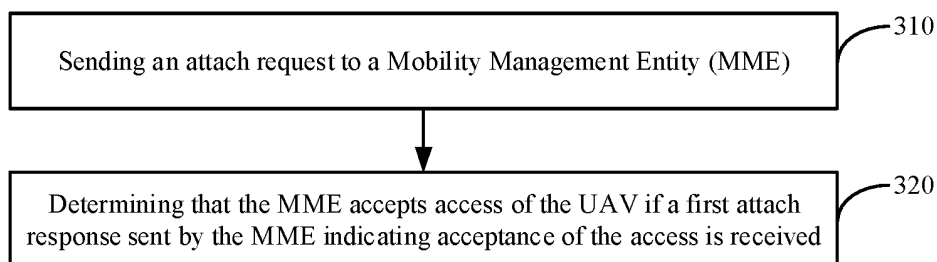 310
Sending an attach request to a Mobility Management Entity (MME)
320
Determining that the MME accepts access of the UAV if a first attach
response sent by the MME indicating acceptance of the access is received